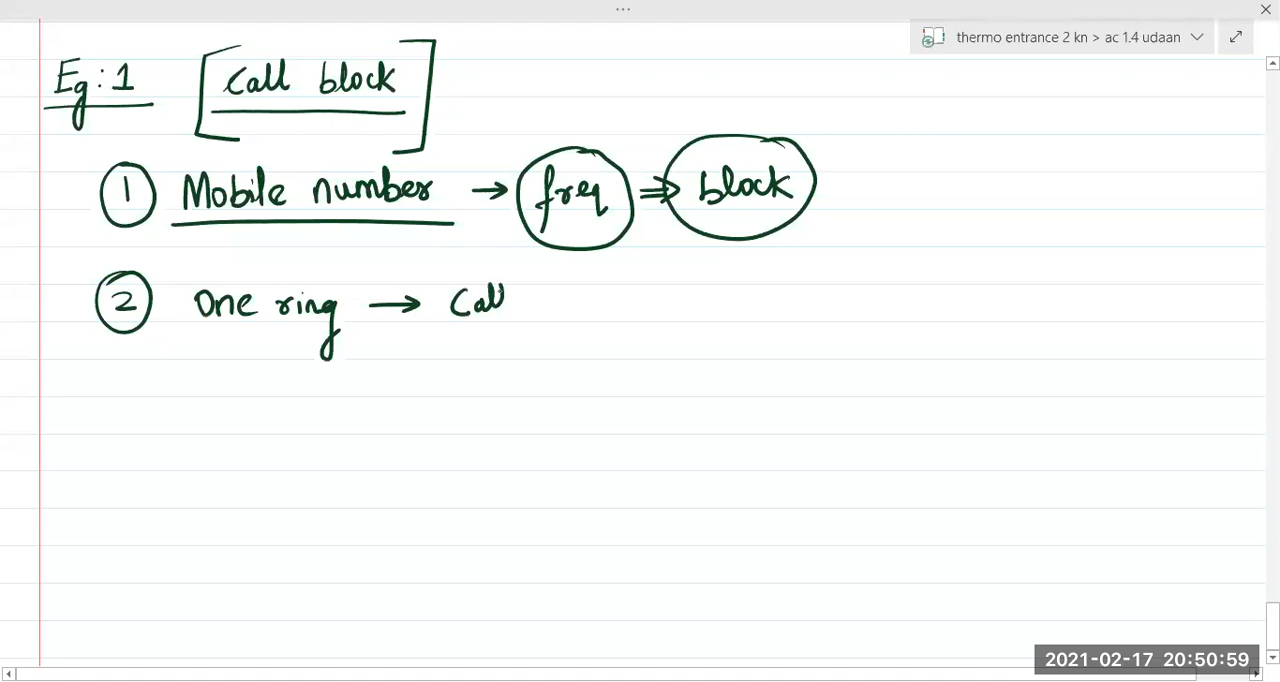 ...
thermo entrance 2 kn > ac 1.4 udaan
Eg:1 [Call block]
1 Mobile number → freq ⇒ block
2 One ring → Call
2021-02-17 20:50:59